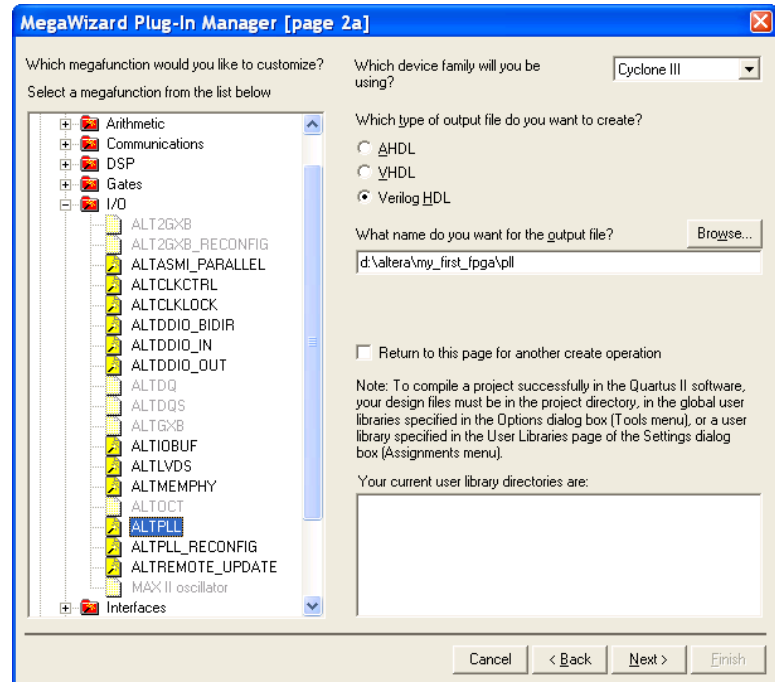 MegaWizard Plug-In Manager [page 2a]
Which megafunction would you like to customize?
Select a megafunction from the list below
Arithmetic
Communications
DSP
Gates
I/O
ALT2GXB
ALT2GXB_RECONFIG
ALTASMI_PARALLEL
ALTCLKCTRL
ALTCLKLOCK
ALTDDIO_BIDIR
ALTDDIO_IN
ALTDDIO_OUT
ALTDQ
ALTDQS
ALTGXB
ALTIOBUF
ALTLVDS
ALTMEMPHY
ALTOCT
ALTPLL
ALTPLL_RECONFIG
ALTREMOTE_UPDATE
MAX II oscillator
Interfaces
Which device family will you be
using?
Cyclone III
Which type of output file do you want to create?
AHDL
VHDL
Verilog HDL
What name do you want for the output file?
Browse...
d:\altera\my_first_fpga\pll
Return to this page for another create operation
Note: To compile a project successfully in the Quartus II software,
your design files must be in the project directory, in the global user
libraries specified in the Options dialog box (Tools menu), or a user
library specified in the User Libraries page of the Settings dialog
box (Assignments menu).
Your current user library directories are:
Cancel
< Back
Next >
Finish